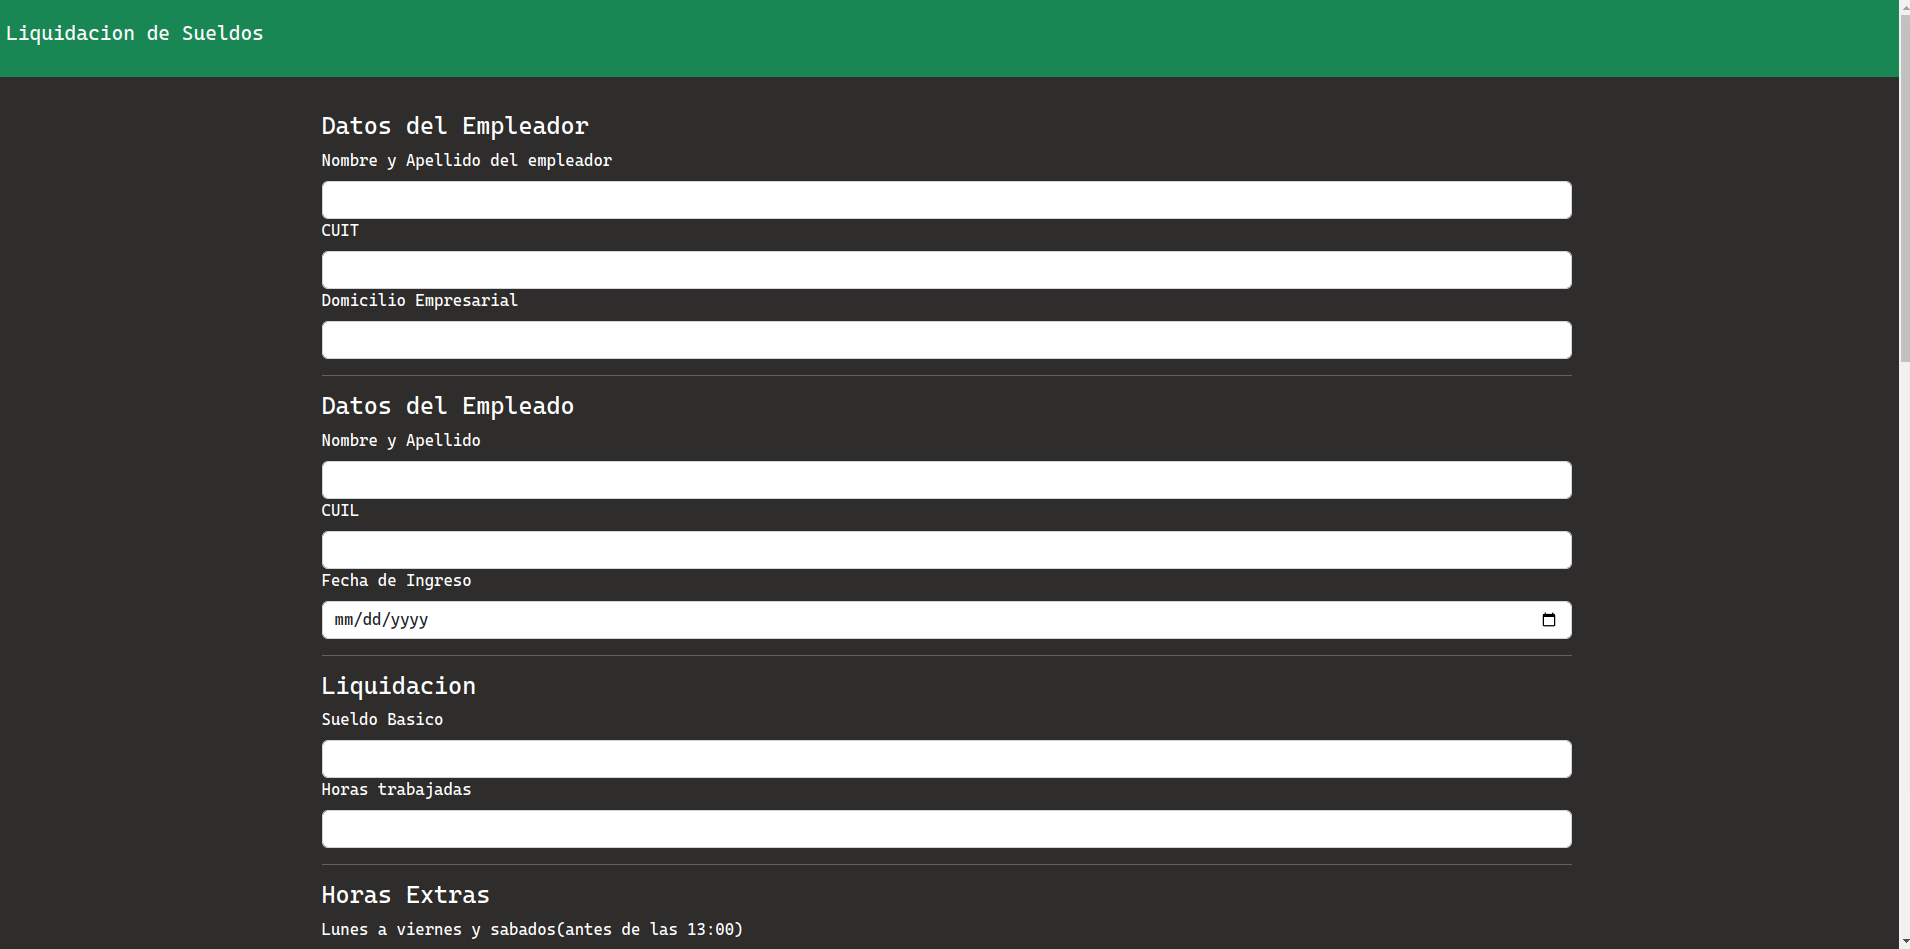 Liquidacion de Sueldos
Datos del Empleador
Nombre y Apellido del empleador
CUIT
Domicilio Empresarial
Datos del Empleado
Nombre y Apellido
CUIL
Fecha de Ingreso
mm/dd/yyyy
Liquidacion
Sueldo Basico
Horas trabajadas
Horas Extras
Lunes a viernes y sabados(antes de las 13:00)